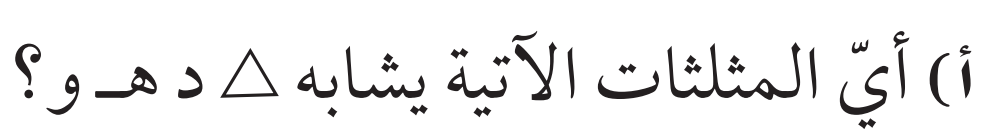 أ) أيّ المثلثات الآتية يشابه △ د هـ و ؟